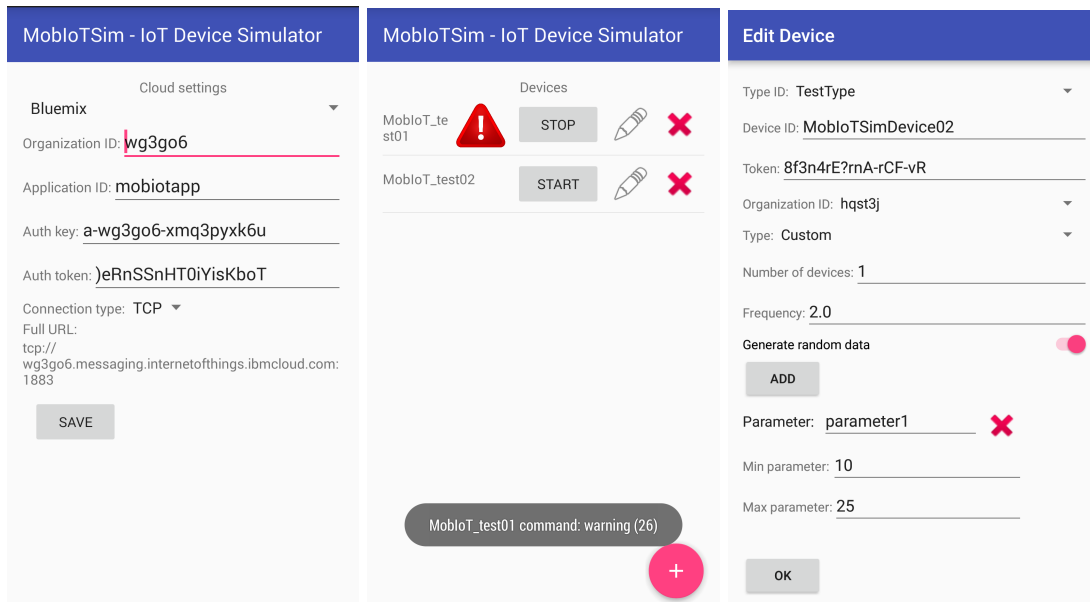 MobIoTSim - IoT Device Simulator
Cloud settings
Bluemix
Organization ID: wg3go6
Application ID: mobiotapp
Auth key: a-wg3go6-xmq3pyxk6u
Auth token: )eRnSSnHT0iYisKboT
Connection type: TCP
Full URL:
tcp://
wg3go6.messaging.internetofthings.ibmcloud.com:
1883
SAVE
MobIoTSim - IoT Device Simulator
Devices
MobIoT_te
st01
STOP
MobIoT_test02
START
MobIoT_test01 command: warning (26)
Edit Device
Type ID: TestType
Device ID: MobIoTSimDevice02
Token: 8f3n4rE?rnA-rCF-vR
Organization ID: hqst3j
Type: Custom
Number of devices: 1
Frequency: 2.0
Generate random data
ADD
Parameter: parameter1
Min parameter: 10
Max parameter: 25
OK